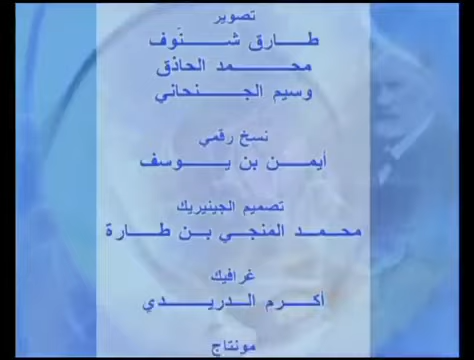 تصوير
طارق شنوف
محمد الحاذق
وسيم الجنحاني
نسخ رقمي
أيمن بن يوسف
تصميم الجينيريك
محمد المنجي بن طارة
غرافيك
أكرم الدريدي
مونتاج